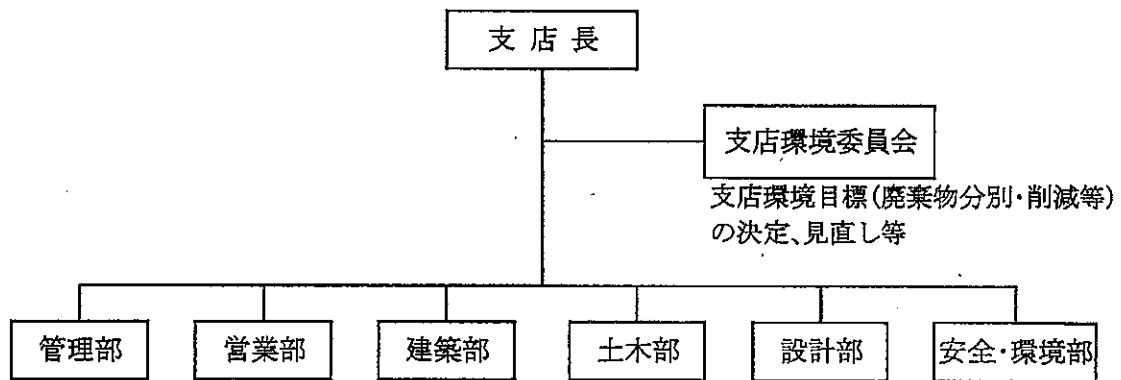 支店長
支店環境委員会
支店環境目標(廃棄物分別・削減等)
の決定、見直し等
管理部
営業部
建築部
土木部
設計部
安全・環境部